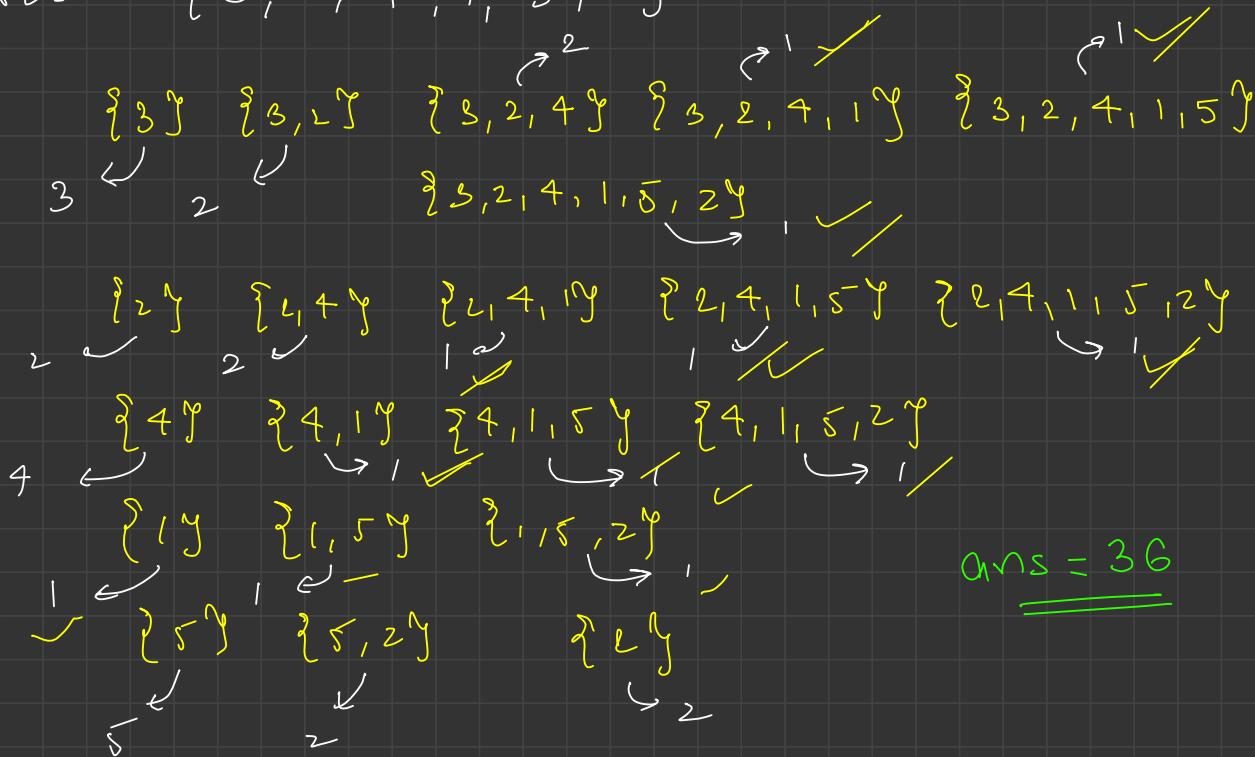 2
1
1
{3} {3,2} {3,2,4} {3,2,4,1} {3,2,4,1,5}
3 2 {3,2,4,1,5,2}
1
{2} {2,4} {2,4,1} {2,4,1,5} {2,4,1,5,2}
2 2 1 1 1
{4} {4,1} {4,1,5} {4,1,5,2}
4 1 1 1
{1} {1,5} {1,5,2}
1 1 1
ans = 36
{5} {5,2} {2}
5 2 2